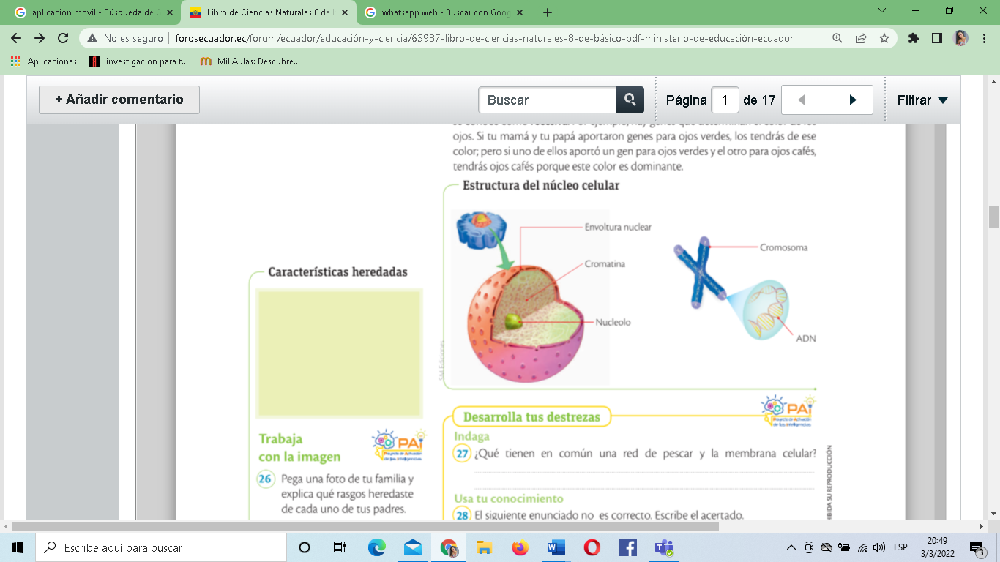 aplicacion movil - Búsqueda de G
Libro de Ciencias Naturales 8 de b
whatsapp web - Buscar con Goog
No es seguro
forosecuador.ec/forum/ecuador/educación-y-ciencia/63937-libro-de-ciencias-naturales-8-de-básico-pdf-ministerio-de-educación-ecuador
Aplicaciones
investigacion para t...
Mil Aulas: Descubre...
+ Añadir comentario
Buscar
Página 1 de 17
Filtrar
ojos. Si tu mamá y tu papá aportaron genes para ojos verdes, los tendrás de ese
color; pero si uno de ellos aportó un gen para ojos verdes y el otro para ojos cafés,
tendrás ojos cafés porque este color es dominante.
Estructura del núcleo celular
Envoltura nuclear
Cromatina
Nucleolo
Cromosoma
ADN
SM Ediciones
Características heredadas
Trabaja
con la imagen
PAI
Proyecto de Activación
de las Inteligencias.
26 Pega una foto de tu familia y
explica qué rasgos heredaste
de cada uno de tus padres.
Desarrolla tus destrezas
PAI
Proyecto de Activación
de las Inteligencias.
Indaga
27 ¿Qué tienen en común una red de pescar y la membrana celular?
Usa tu conocimiento
28 El siguiente enunciado no es correcto. Escribe el acertado.
HIBIDA SU REPRODUCCIÓN
Escribe aquí para buscar
ESP
20:49
3/3/2022
3